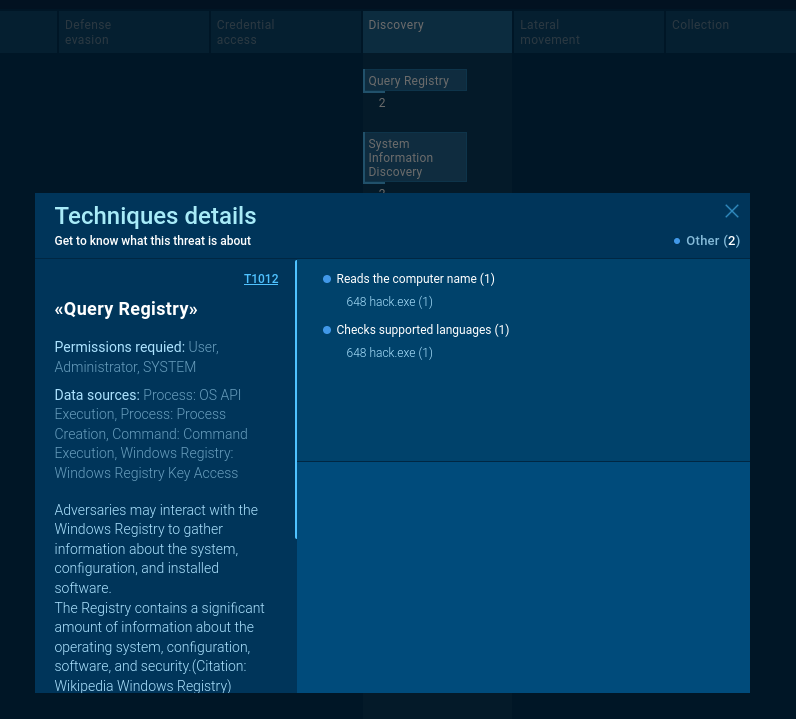 Defense
evasion
Credential
access
Discovery
Lateral
movement
Collection
Query Registry
2
System
Information
Discovery
2
Techniques details
Get to know what this threat is about
Other (2)
T1012
«Query Registry»
Permissions requied: User,
Administrator, SYSTEM
Data sources: Process: OS API
Execution, Process: Process
Creation, Command: Command
Execution, Windows Registry:
Windows Registry Key Access
Adversaries may interact with the
Windows Registry to gather
information about the system,
configuration, and installed
software.
The Registry contains a significant
amount of information about the
operating system, configuration,
software, and security.(Citation:
Wikipedia Windows Registry)
Reads the computer name (1)
648 hack.exe (1)
Checks supported languages (1)
648 hack.exe (1)